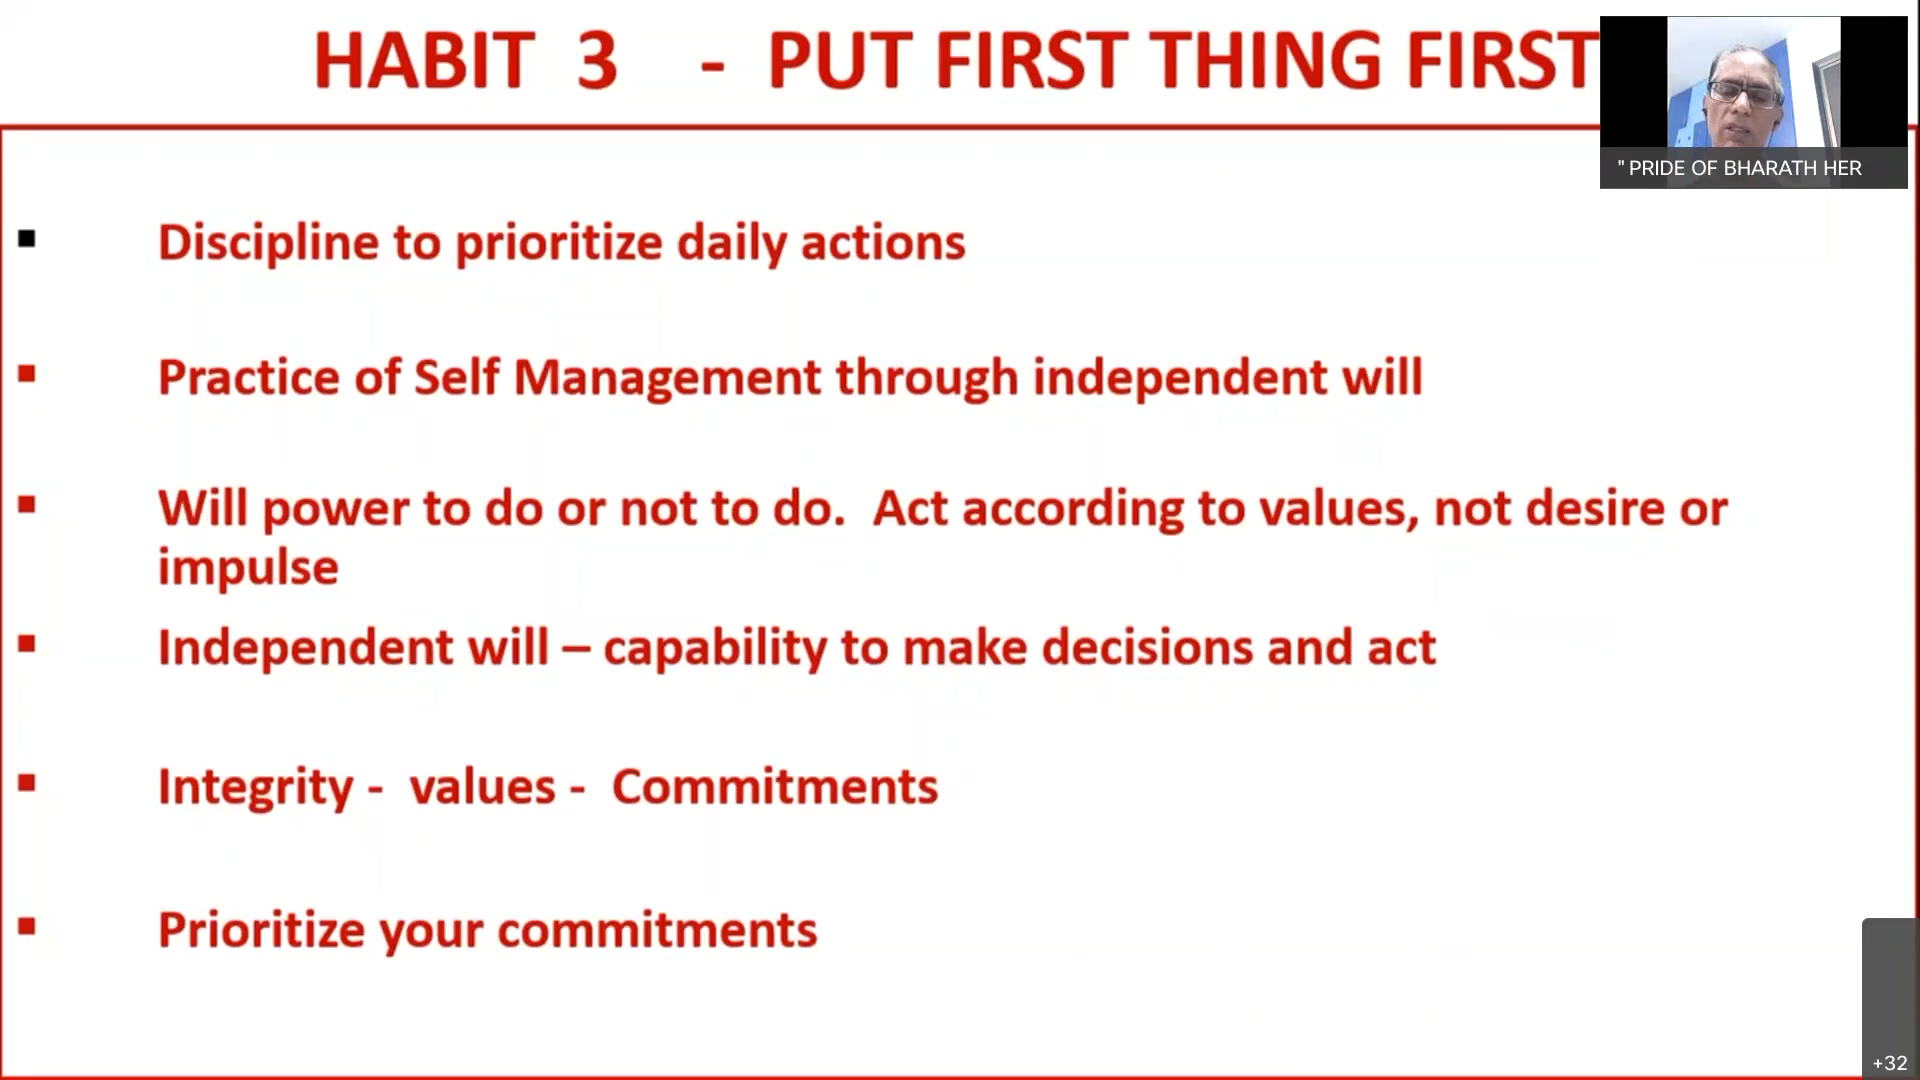 HABIT 3 - PUT FIRST THING FIRST
" PRIDE OF BHARATH HER
▪ Discipline to prioritize daily actions
▪ Practice of Self Management through independent will
▪ Will power to do or not to do. Act according to values, not desire or
impulse
▪ Independent will – capability to make decisions and act
▪ Integrity - values - Commitments
▪ Prioritize your commitments
+32